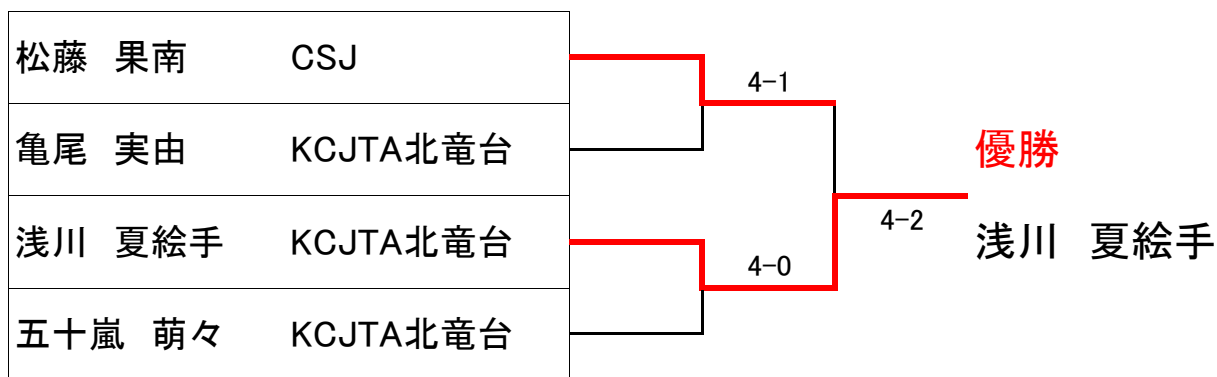 松藤　果南　CSJ
亀尾　実由　KCJTA北竜台
浅川　夏絵手　KCJTA北竜台
五十嵐　萌々　KCJTA北竜台
4-1
4-0
4-2
優勝
浅川　夏絵手